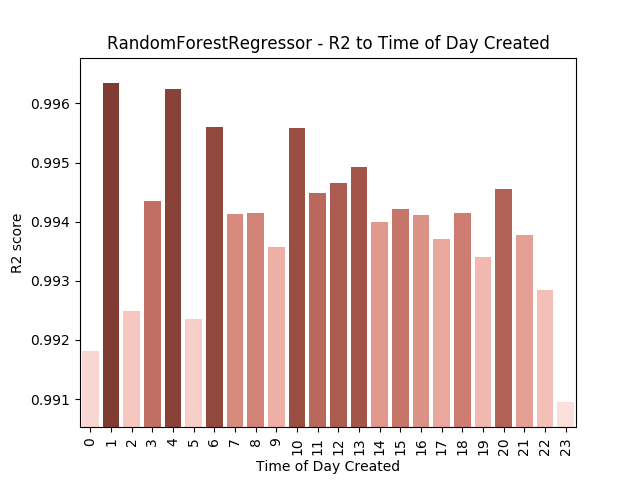 RandomForestRegressor - R2 to Time of Day Created
0.996
0.995
0.994
0.993
0.992
0.991
R2 score
0 1 2 3 4 5 6 7 8 9 10 11 12 13 14 15 16 17 18 19 20 21 22 23
Time of Day Created